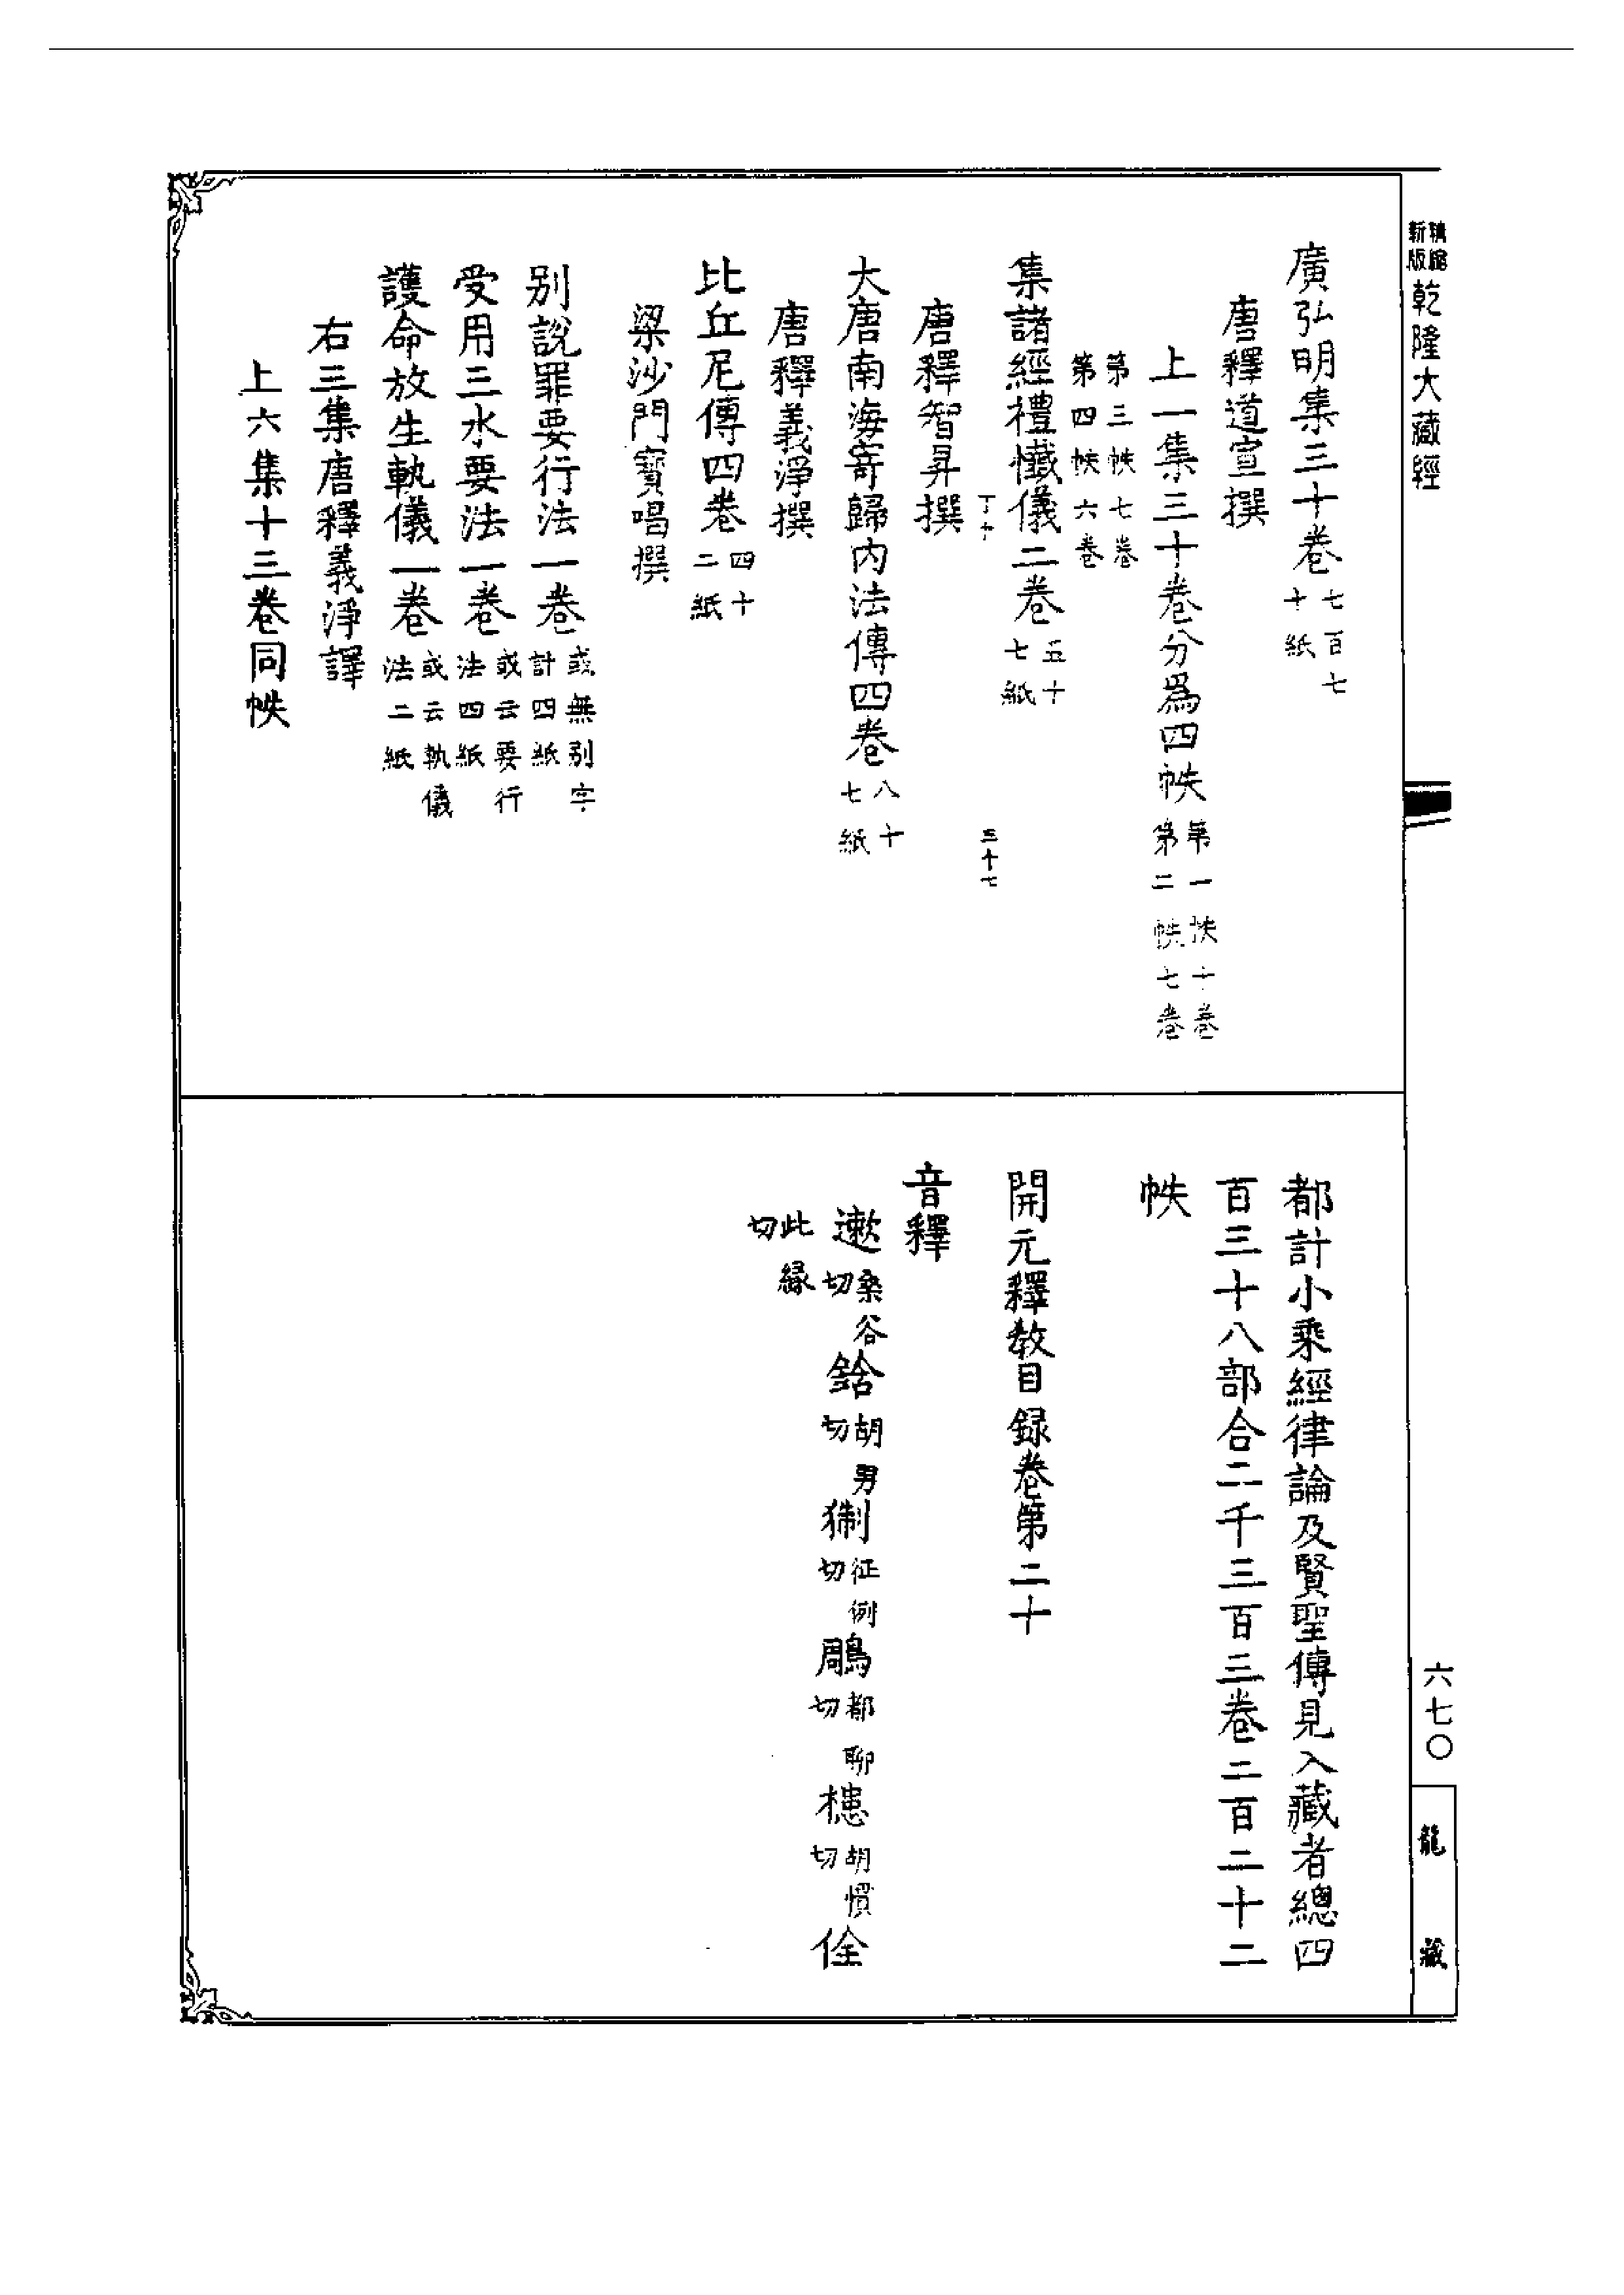 新版精縮乾隆大藏經
廣弘明集三十卷七百七十紙
唐釋道宣撰
上一集三十卷分爲四帙第一帙十卷第二帙七卷
第三帙七卷第四帙六卷
集諸經禮懺儀二卷五十七紙
三十七
唐釋智昇撰
大唐南海寄歸內法傳四卷八十七紙
唐釋義淨撰
比丘尼傳四卷四十二紙
梁沙門寶唱撰
別說罪要行法一卷或無別字計四紙
受用三水要法一卷或云要行法四紙
護命放生軌儀一卷或云軌儀法二紙
右三集唐釋義淨譯
上六集十三卷同帙
都計小乘經律論及賢聖傳見入藏者總四
百三十八部合二千三百三卷二百二十二
帙
開元釋教目録卷第二十
音釋
遬桑谷切 䤴胡男切 猘征例切 鵰都聊切 槵胡慣切 佺
此緣切
六七〇
龍藏